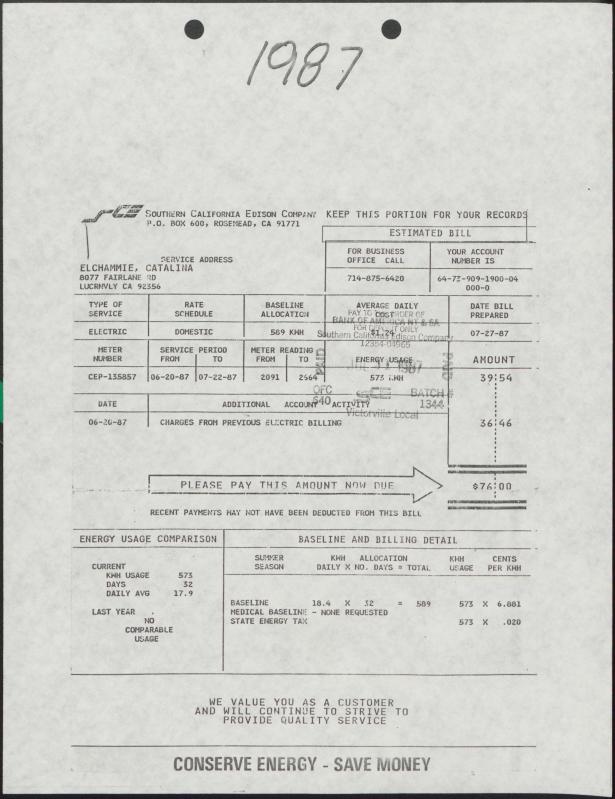 1987
SCE SOUTHERN CALIFORNIA EDISON COMPANY KEEP THIS PORTION FOR YOUR RECORDS
P.O. BOX 600, ROSEMEAD, CA 91771
ESTIMATED BILL
FOR BUSINESS OFFICE CALL
YOUR ACCOUNT NUMBER IS
SERVICE ADDRESS
ELCHAMMIE, CATALINA
8077 FAIRLANE RD
LUCRNVLY CA 92356
714-875-6420
64-73-909-1900-04
000-0
TYPE OF SERVICE RATE SCHEDULE BASELINE ALLOCATION AVERAGE DAILY COST DATE BILL PREPARED
ELECTRIC DOMESTIC 589 KWH $1.24 07-27-87
PAY TO ORDER OF
BANK OF AMERICA NT & SA
FOR DEPOSIT ONLY
Southern California Edison Company
12354-04965
METER NUMBER SERVICE PERIOD FROM TO METER READING FROM TO ENERGY USAGE AMOUNT
CEP-135857 06-20-87 07-22-87 2091 2664 573 KWH 39:54
PAID 1987 PAID
OFC 640 SCE BATCH # 1344
Victorville Local
DATE ADDITIONAL ACCOUNT ACTIVITY
06-20-87 CHARGES FROM PREVIOUS ELECTRIC BILLING 36:46
PLEASE PAY THIS AMOUNT NOW DUE $76:00
RECENT PAYMENTS MAY NOT HAVE BEEN DEDUCTED FROM THIS BILL
ENERGY USAGE COMPARISON
CURRENT
KWH USAGE 573
DAYS 32
DAILY AVG 17.9
LAST YEAR
NO
COMPARABLE
USAGE
BASELINE AND BILLING DETAIL
SUMMER KWH ALLOCATION KWH CENTS
SEASON DAILY X NO. DAYS = TOTAL USAGE PER KWH
BASELINE 18.4 X 32 = 589 573 X 6.881
MEDICAL BASELINE - NONE REQUESTED
STATE ENERGY TAX 573 X .020
WE VALUE YOU AS A CUSTOMER
AND WILL CONTINUE TO STRIVE TO
PROVIDE QUALITY SERVICE
CONSERVE ENERGY - SAVE MONEY